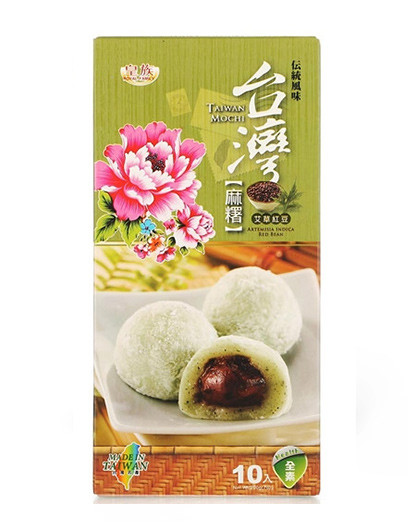 皇族
ROYAL FAMILY
伝統風味
台灣
TAIWAN
MOCHI
【麻糬】
艾草紅豆
ARTEMISIA INDICA
RED BEAN
MADE IN
TAIWAN
10入
Health
全素